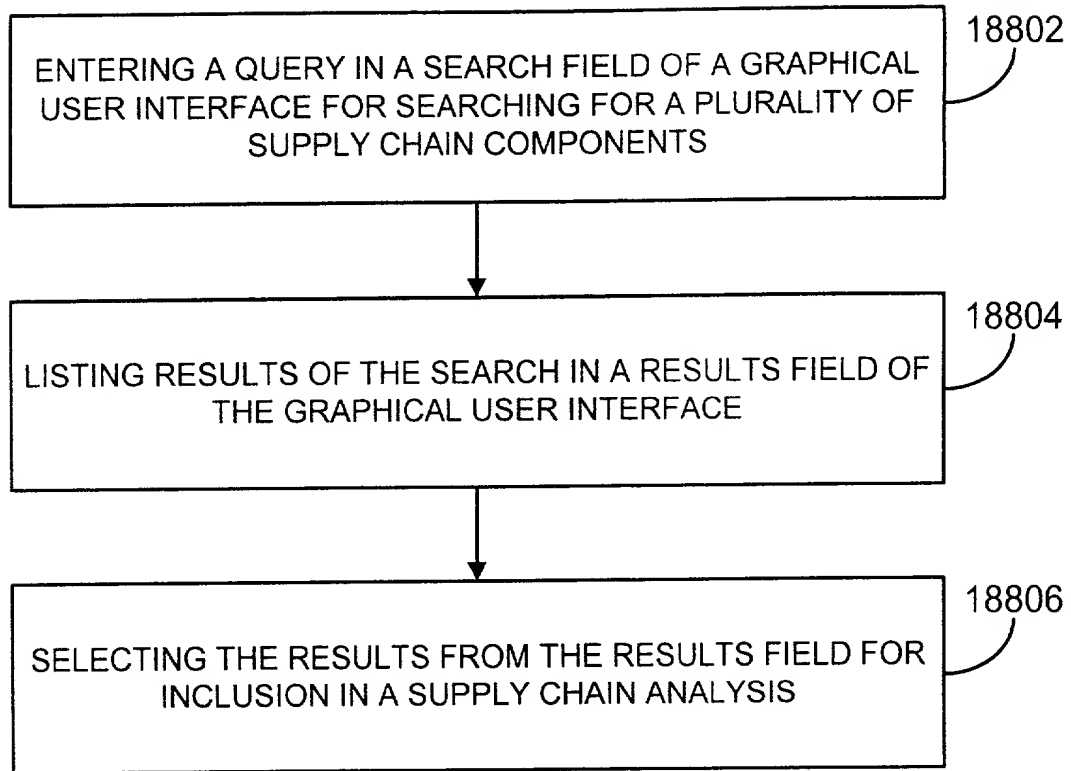 18802
ENTERING A QUERY IN A SEARCH FIELD OF A GRAPHICAL
USER INTERFACE FOR SEARCHING FOR A PLURALITY OF
SUPPLY CHAIN COMPONENTS
18804
LISTING RESULTS OF THE SEARCH IN A RESULTS FIELD OF
THE GRAPHICAL USER INTERFACE
18806
SELECTING THE RESULTS FROM THE RESULTS FIELD FOR
INCLUSION IN A SUPPLY CHAIN ANALYSIS